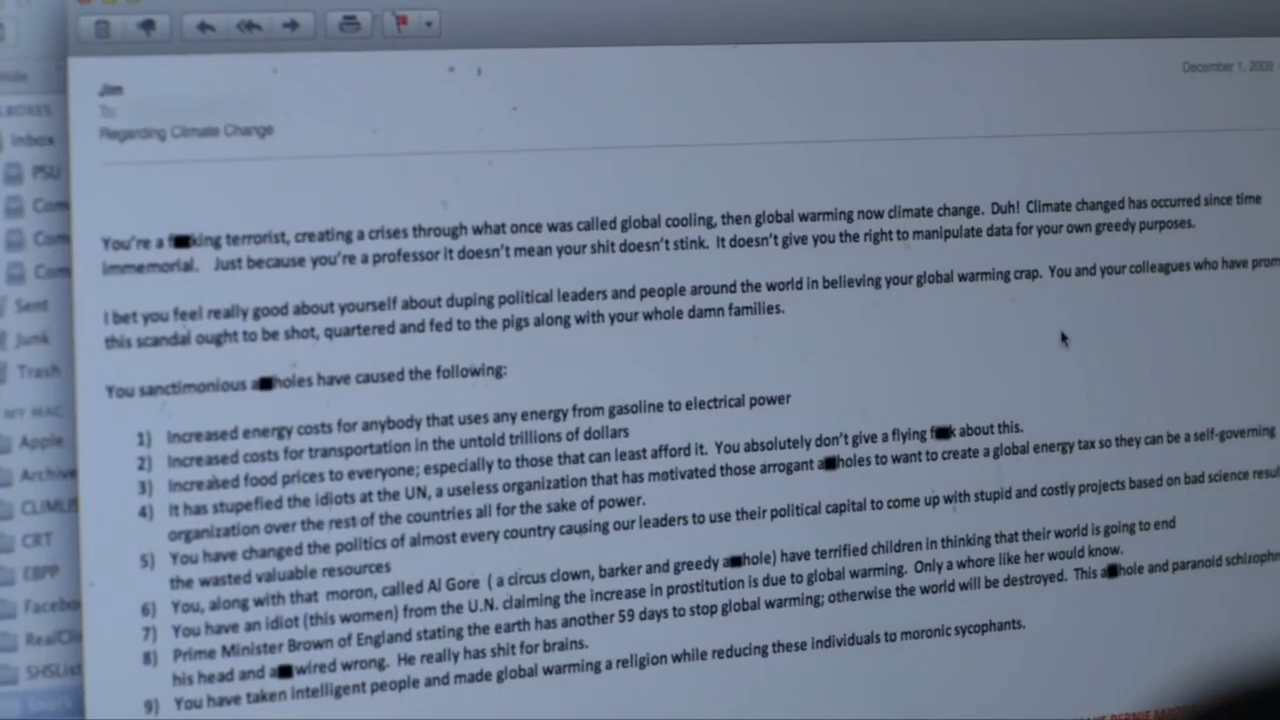 December 1, 2009
Jim
To:
Regarding Climate Change
inbox
PSU
Com
Com
Com
Sent
Junk
Trash
Apple
Archive
CRT
EBPP
Facebo
RealCli
SHSList
You're a f■king terrorist, creating a crises through what once was called global cooling, then global warming now climate change. Duh! Climate changed has occurred since time
immemorial. Just because you're a professor it doesn't mean your shit doesn't stink. It doesn't give you the right to manipulate data for your own greedy purposes.
I bet you feel really good about yourself about duping political leaders and people around the world in believing your global warming crap. You and your colleagues who have prom
this scandal ought to be shot, quartered and fed to the pigs along with your whole damn families.
You sanctimonious a■holes have caused the following:
1) Increased energy costs for anybody that uses any energy from gasoline to electrical power
2) Increased costs for transportation in the untold trillions of dollars
3) Increased food prices to everyone; especially to those that can least afford it. You absolutely don't give a flying f■k about this.
4) It has stupefied the idiots at the UN, a useless organization that has motivated those arrogant a■holes to want to create a global energy tax so they can be a self-governing
organization over the rest of the countries all for the sake of power.
5) You have changed the politics of almost every country causing our leaders to use their political capital to come up with stupid and costly projects based on bad science resu
the wasted valuable resources
6) You, along with that moron, called Al Gore ( a circus clown, barker and greedy a■hole) have terrified children in thinking that their world is going to end
7) You have an idiot (this women) from the U.N. claiming the increase in prostitution is due to global warming. Only a whore like her would know.
8) Prime Minister Brown of England stating the earth has another 59 days to stop global warming; otherwise the world will be destroyed. This a■hole and paranoid schizophr
his head and a■wired wrong. He really has shit for brains.
9) You have taken intelligent people and made global warming a religion while reducing these individuals to moronic sycophants.